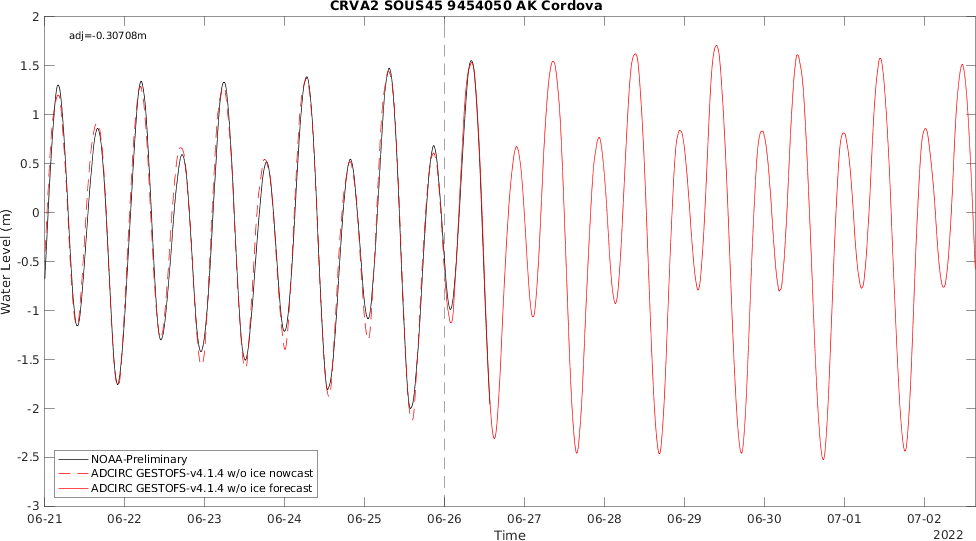 CRVA2 SOUS45 9454050 AK Cordova
adj=-0.30708m
2
1.5
1
0.5
0
-0.5
-1
-1.5
-2
-2.5
-3
Water Level (m)
NOAA-Preliminary
ADCIRC GESTOFS-v4.1.4 w/o ice nowcast
ADCIRC GESTOFS-v4.1.4 w/o ice forecast
06-21 06-22 06-23 06-24 06-25 06-26 06-27 06-28 06-29 06-30 07-01 07-02
Time
2022